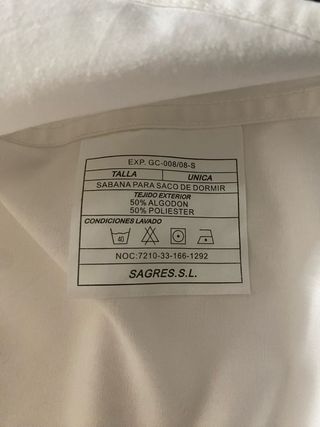 EXP. GC-008/08-S
TALLA UNICA
SABANA PARA SACO DE DORMIR
TEJIDO EXTERIOR
50% ALGODON
50% POLIESTER
CONDICIONES LAVADO
40
NOC:7210-33-166-1292
SAGRES.S.L.